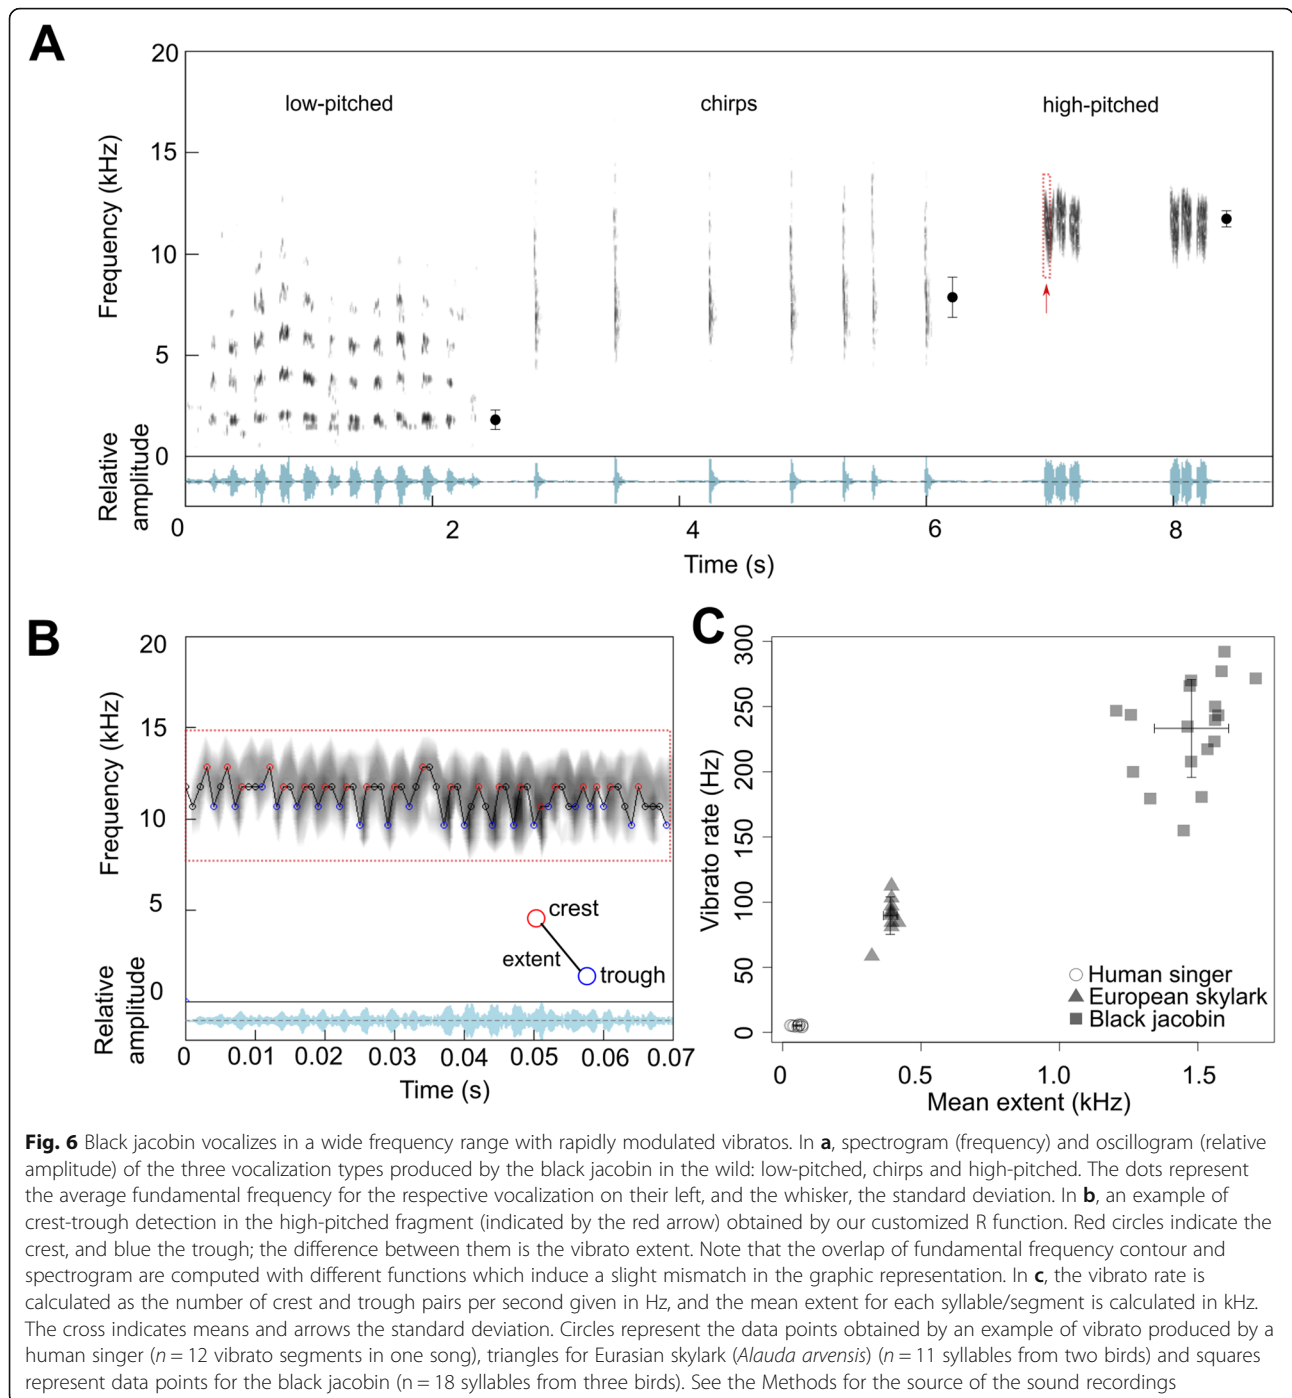 A
20
15
10
5
0
Frequency (kHz)
low-pitched
chirps
high-pitched
Relative
amplitude
0
2
4
6
8
Time (s)
B
20
15
10
5
0
Frequency (kHz)
crest
extent
trough
Relative
amplitude
0
0.01
0.02
0.03
0.04
0.05
0.06
0.07
Time (s)
C
300
250
200
150
100
50
0
Vibrato rate (Hz)
Human singer
European skylark
Black jacobin
0
0.5
1.0
1.5
Mean extent (kHz)
Fig. 6 Black jacobin vocalizes in a wide frequency range with rapidly modulated vibratos. In a, spectrogram (frequency) and oscillogram (relative
amplitude) of the three vocalization types produced by the black jacobin in the wild: low-pitched, chirps and high-pitched. The dots represent
the average fundamental frequency for the respective vocalization on their left, and the whisker, the standard deviation. In b, an example of
crest-trough detection in the high-pitched fragment (indicated by the red arrow) obtained by our customized R function. Red circles indicate the
crest, and blue the trough; the difference between them is the vibrato extent. Note that the overlap of fundamental frequency contour and
spectrogram are computed with different functions which induce a slight mismatch in the graphic representation. In c, the vibrato rate is
calculated as the number of crest and trough pairs per second given in Hz, and the mean extent for each syllable/segment is calculated in kHz.
The cross indicates means and arrows the standard deviation. Circles represent the data points obtained by an example of vibrato produced by a
human singer (n = 12 vibrato segments in one song), triangles for Eurasian skylark (Alauda arvensis) (n = 11 syllables from two birds) and squares
represent data points for the black jacobin (n = 18 syllables from three birds). See the Methods for the source of the sound recordings